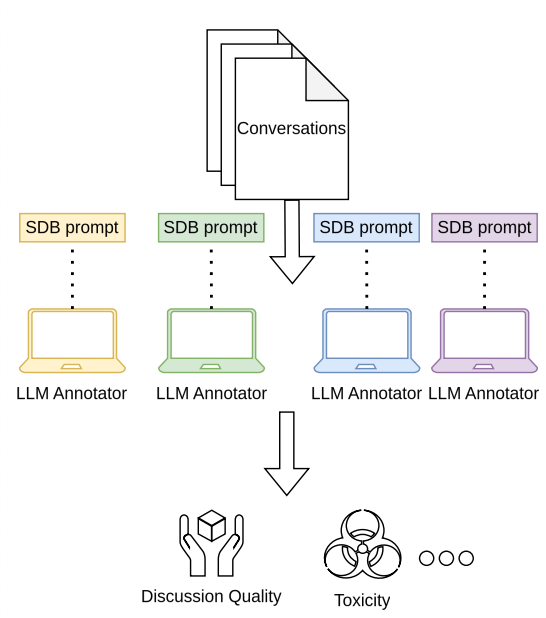 Conversations
SDB prompt
SDB prompt
SDB prompt
SDB prompt
LLM Annotator
LLM Annotator
LLM Annotator
LLM Annotator
Discussion Quality
Toxicity